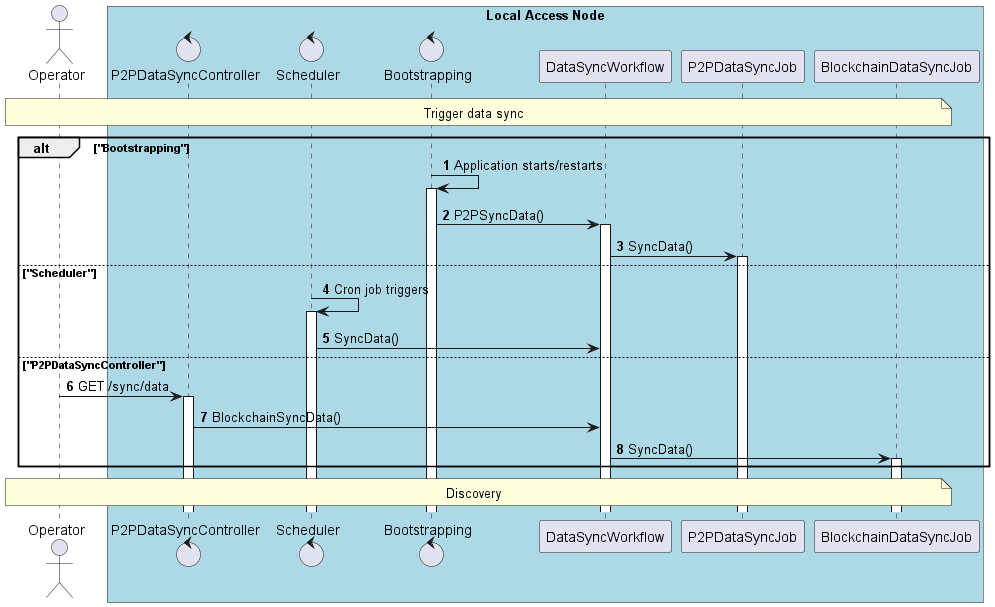 Local Access Node
Operator
P2PDataSyncController
Scheduler
Bootstrapping
DataSyncWorkflow
P2PDataSyncJob
BlockchainDataSyncJob
Trigger data sync
alt ["Bootstrapping"]
1 Application starts/restarts
2 P2PSyncData()
3 SyncData()
["Scheduler"]
4 Cron job triggers
5 SyncData()
["P2PDataSyncController"]
6 GET /sync/data
7 BlockchainSyncData()
8 SyncData()
Discovery
Operator
P2PDataSyncController
Scheduler
Bootstrapping
DataSyncWorkflow
P2PDataSyncJob
BlockchainDataSyncJob